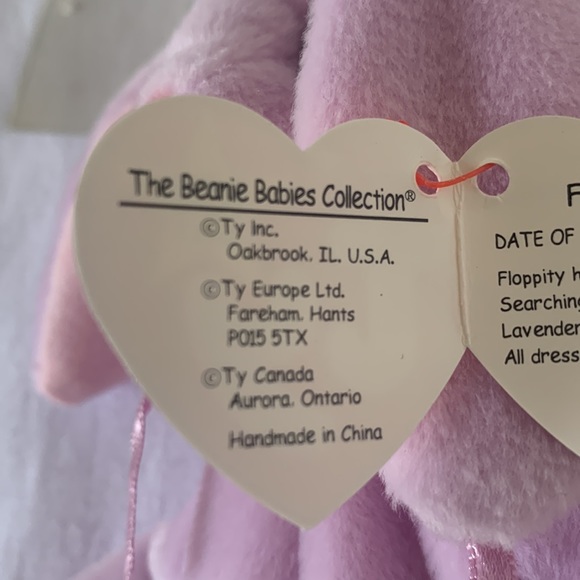 The Beanie Babies Collection®
©Ty Inc.
Oakbrook, IL, U.S.A.
©Ty Europe Ltd.
Fareham, Hants
PO15 5TX
©Ty Canada
Aurora, Ontario
Handmade in China
F
DATE OF
Floppity h
Searching
Lavender
All dress